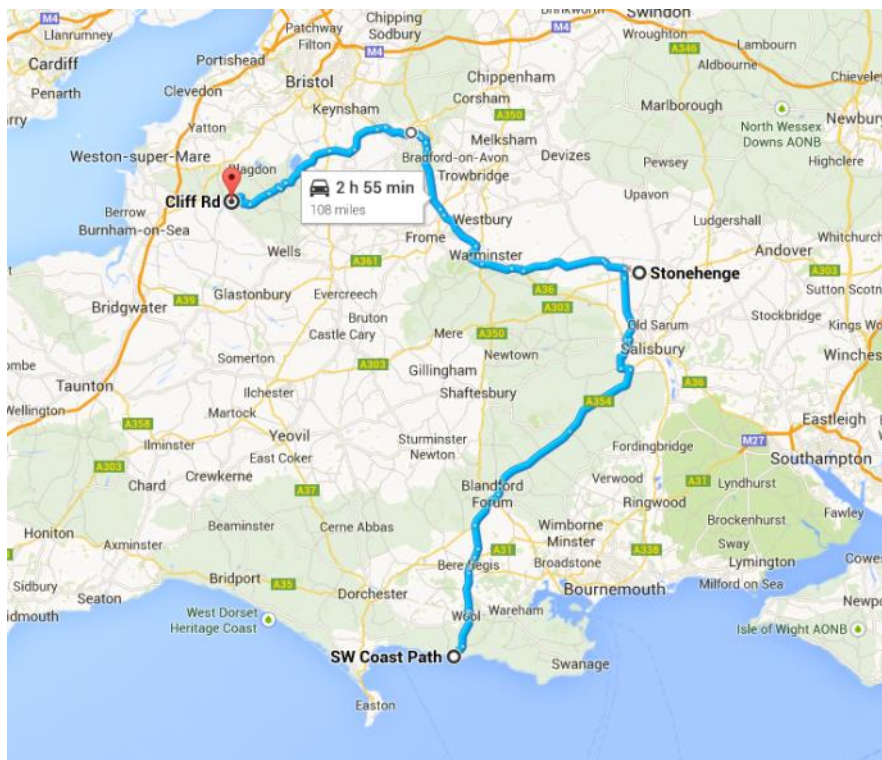 Chipping
Sodbury
Swindon
M4
Llanrumney
Patchway
Filton
Wroughton
A346
Lambourn
Aldbourne
Cardiff
Portishead
M4
Chieveley
Penarth
Clevedon
Bristol
Chippenham
Corsham
Marlborough
Keynsham
A350
Newbury
Yatton
Melksham
North Wessex
Downs AONB
Weston-super-Mare
Blagdon
Bradford-on-Avon
Devizes
Pewsey
Highclere
Trowbridge
2 h 55 min
108 miles
Cliff Rd
Berrow
Burnham-on-Sea
Westbury
Upavon
Ludgershall
Wells
Frome
Warminster
Whitchurch
Andover
A361
A303
Stonehenge
Bridgwater
A39
Glastonbury
Evercreech
A36
Sutton Scotn
A303
Bruton
Castle Cary
Mere
A350
Old Sarum
Stockbridge
Kings Wo
Newtown
Salisbury
Somerton
A303
Gillingham
Winches
Taunton
Shaftesbury
A36
Ilchester
Wellington
Martock
A354
A358
Yeovil
Eastleigh
Ilminster
East Coker
Sturminster
Newton
Fordingbridge
M27
A303
Crewkerne
Southampton
Chard
A37
Blandford
Forum
Verwood
A31
Lyndhurst
Ringwood
Fawley
Honiton
Beaminster
Cerne Abbas
Wimborne
Minster
Brockenhurst
Axminster
A31
A338
Sway
Bere Regis
Broadstone
Lymington
Cowes
Sidbury
Bridport
A35
Dorchester
Bournemouth
Milford on Sea
Seaton
Wareham
Newpo
idmouth
West Dorset
Heritage Coast
Wool
Isle of Wight AONB
SW Coast Path
Swanage
Easton